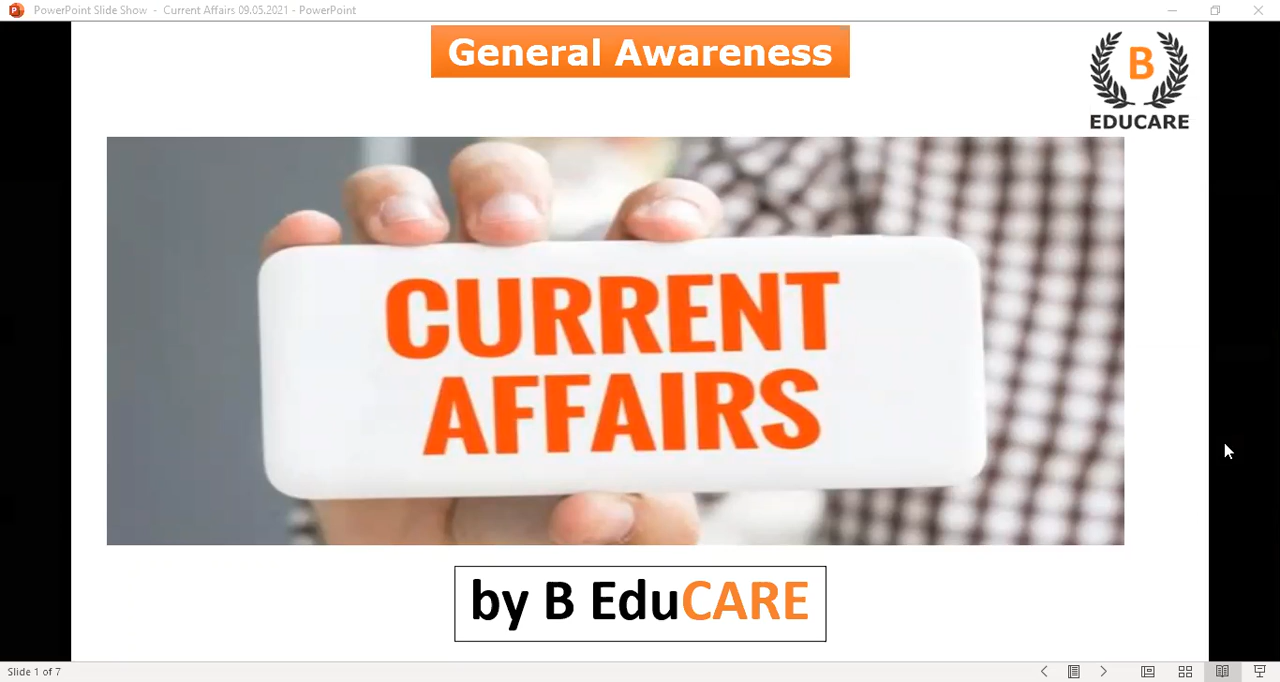 PowerPoint Slide Show - Current Affairs 09.05.2021 - PowerPoint
General Awareness
B
EDUCARE
CURRENT
AFFAIRS
by B EduCARE
Slide 1 of 7